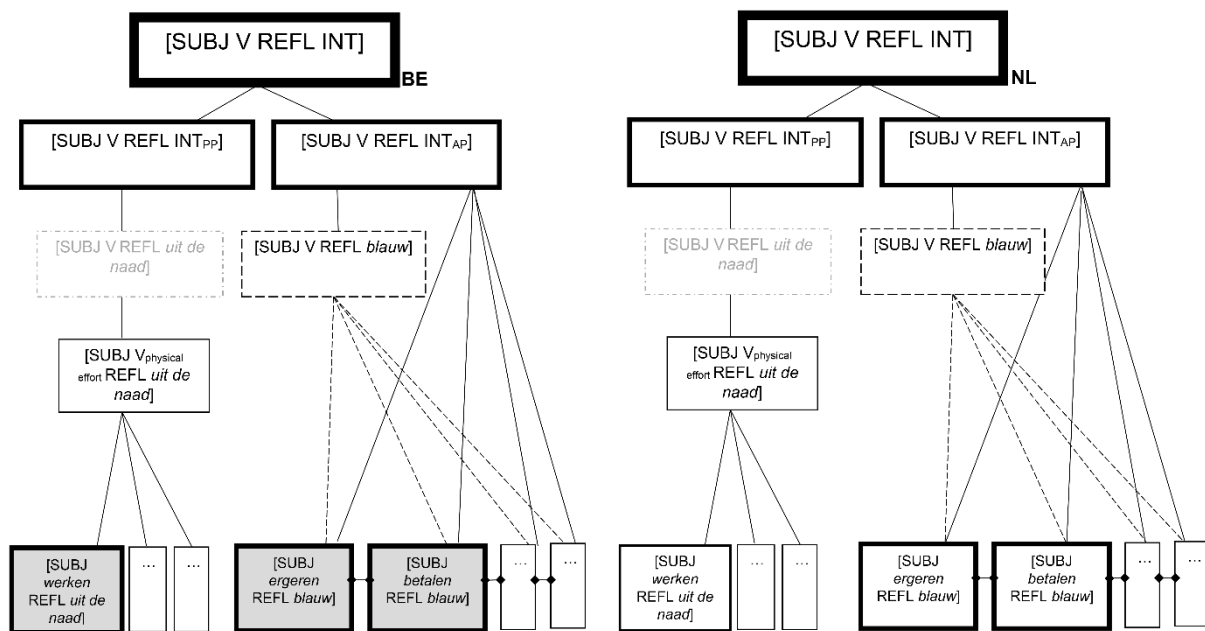 [SUBJ V REFL INT]
BE
[SUBJ V REFL INTPP]
[SUBJ V REFL INTAP]
[SUBJ V REFL uit de
naad]
[SUBJ V REFL blauw]
[SUBJ Vphysical
effort REFL uit de
naad]
[SUBJ
werken
REFL uit de
naad]
...
...
[SUBJ
ergeren
REFL blauw]
[SUBJ
betalen
REFL blauw]
...
...
[SUBJ V REFL INT]
NL
[SUBJ V REFL INTPP]
[SUBJ V REFL INTAP]
[SUBJ V REFL uit de
naad]
[SUBJ V REFL blauw]
[SUBJ Vphysical
effort REFL uit de
naad]
[SUBJ
werken
REFL uit de
naad]
...
...
[SUBJ
ergeren
REFL blauw]
[SUBJ
betalen
REFL blauw]
...
...